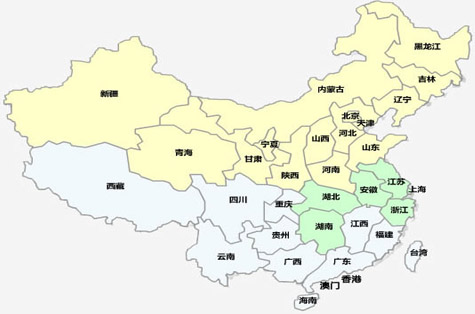 黑龙江
吉林
新疆
内蒙古
辽宁
北京
天津
河北
山西
宁夏
山东
青海
甘肃
陕西
河南
西藏
江苏
安徽
上海
四川
重庆
湖北
浙江
湖南
江西
贵州
福建
云南
广西
广东
台湾
香港
澳门
海南